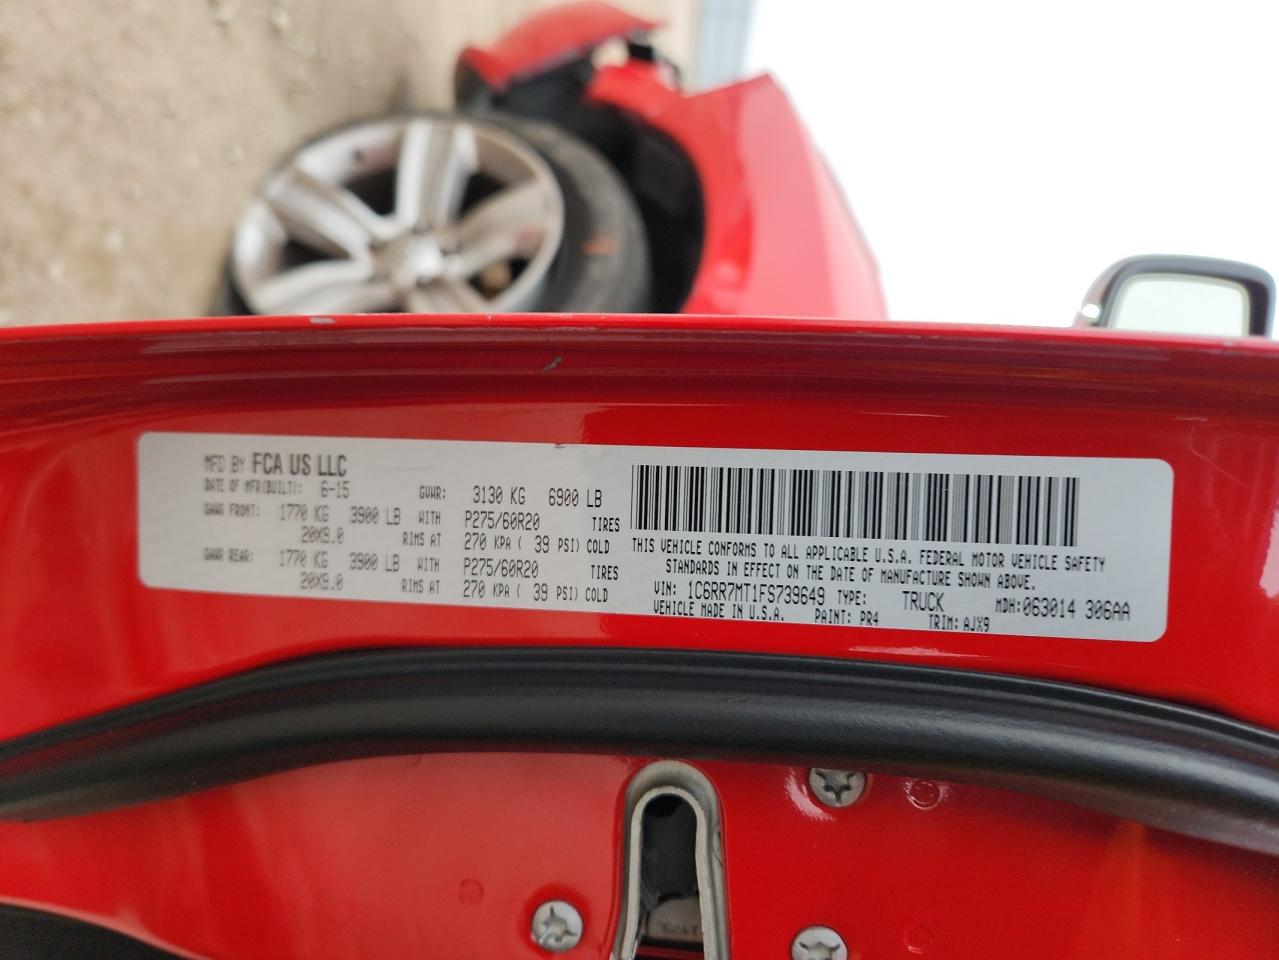 MFD BY FCA US LLC
DATE OF MFR(BUILT): 6-15 GVWR: 3130 KG 6900 LB
GAWR FRONT: 1770 KG 3900 LB WITH P275/60R20 TIRES
20X9.0 RIMS AT 270 KPA ( 39 PSI) COLD
GAWR REAR: 1770 KG 3900 LB WITH P275/60R20 TIRES
20X9.0 RIMS AT 270 KPA ( 39 PSI) COLD
THIS VEHICLE CONFORMS TO ALL APPLICABLE U.S.A. FEDERAL MOTOR VEHICLE SAFETY
STANDARDS IN EFFECT ON THE DATE OF MANUFACTURE SHOWN ABOVE.
VIN: 1C6RR7MT1FS739649 TYPE: TRUCK MDH:063014 306AA
VEHICLE MADE IN U.S.A. PAINT: PR4 TRIM: AJX9